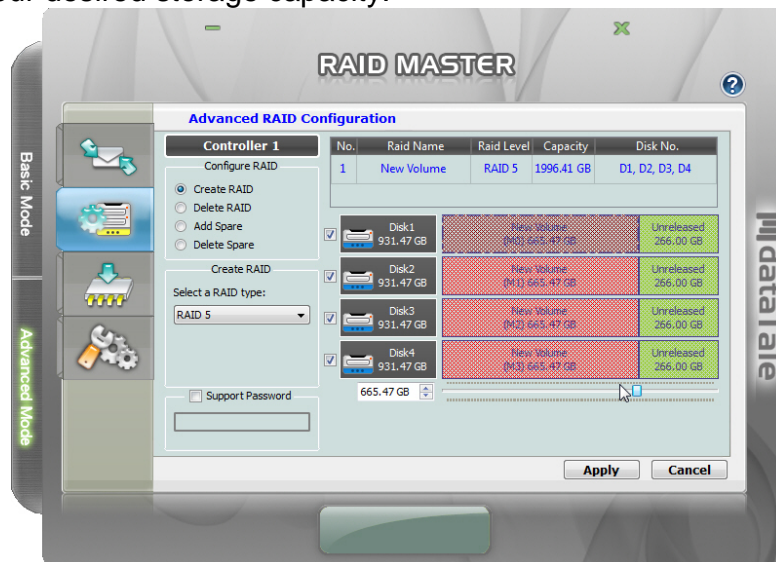 our desired storage capacity.
RAID MASTER
?
Advanced RAID Configuration
Basic Mode
Advanced Mode
Controller 1
Configure RAID
Create RAID
Delete RAID
Add Spare
Delete Spare
Create RAID
Select a RAID type:
RAID 5
Support Password
No. Raid Name Raid Level Capacity Disk No.
1 New Volume RAID 5 1996.41 GB D1, D2, D3, D4
Disk1 New Volume Unreleased
931.47 GB (M0) 665.47 GB 266.00 GB
Disk2 New Volume Unreleased
931.47 GB (M1) 665.47 GB 266.00 GB
Disk3 New Volume Unreleased
931.47 GB (M2) 665.47 GB 266.00 GB
Disk4 New Volume Unreleased
931.47 GB (M3) 665.47 GB 266.00 GB
665.47 GB
Apply Cancel
dataTale